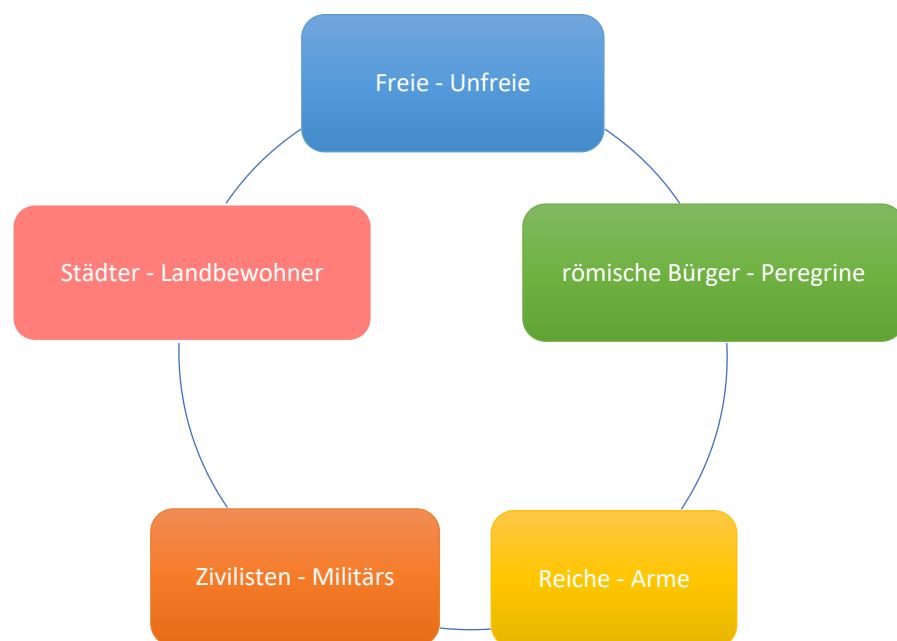 Freie - Unfreie
Städter - Landbewohner
römische Bürger - Peregrine
Zivilisten - Militärs
Reiche - Arme